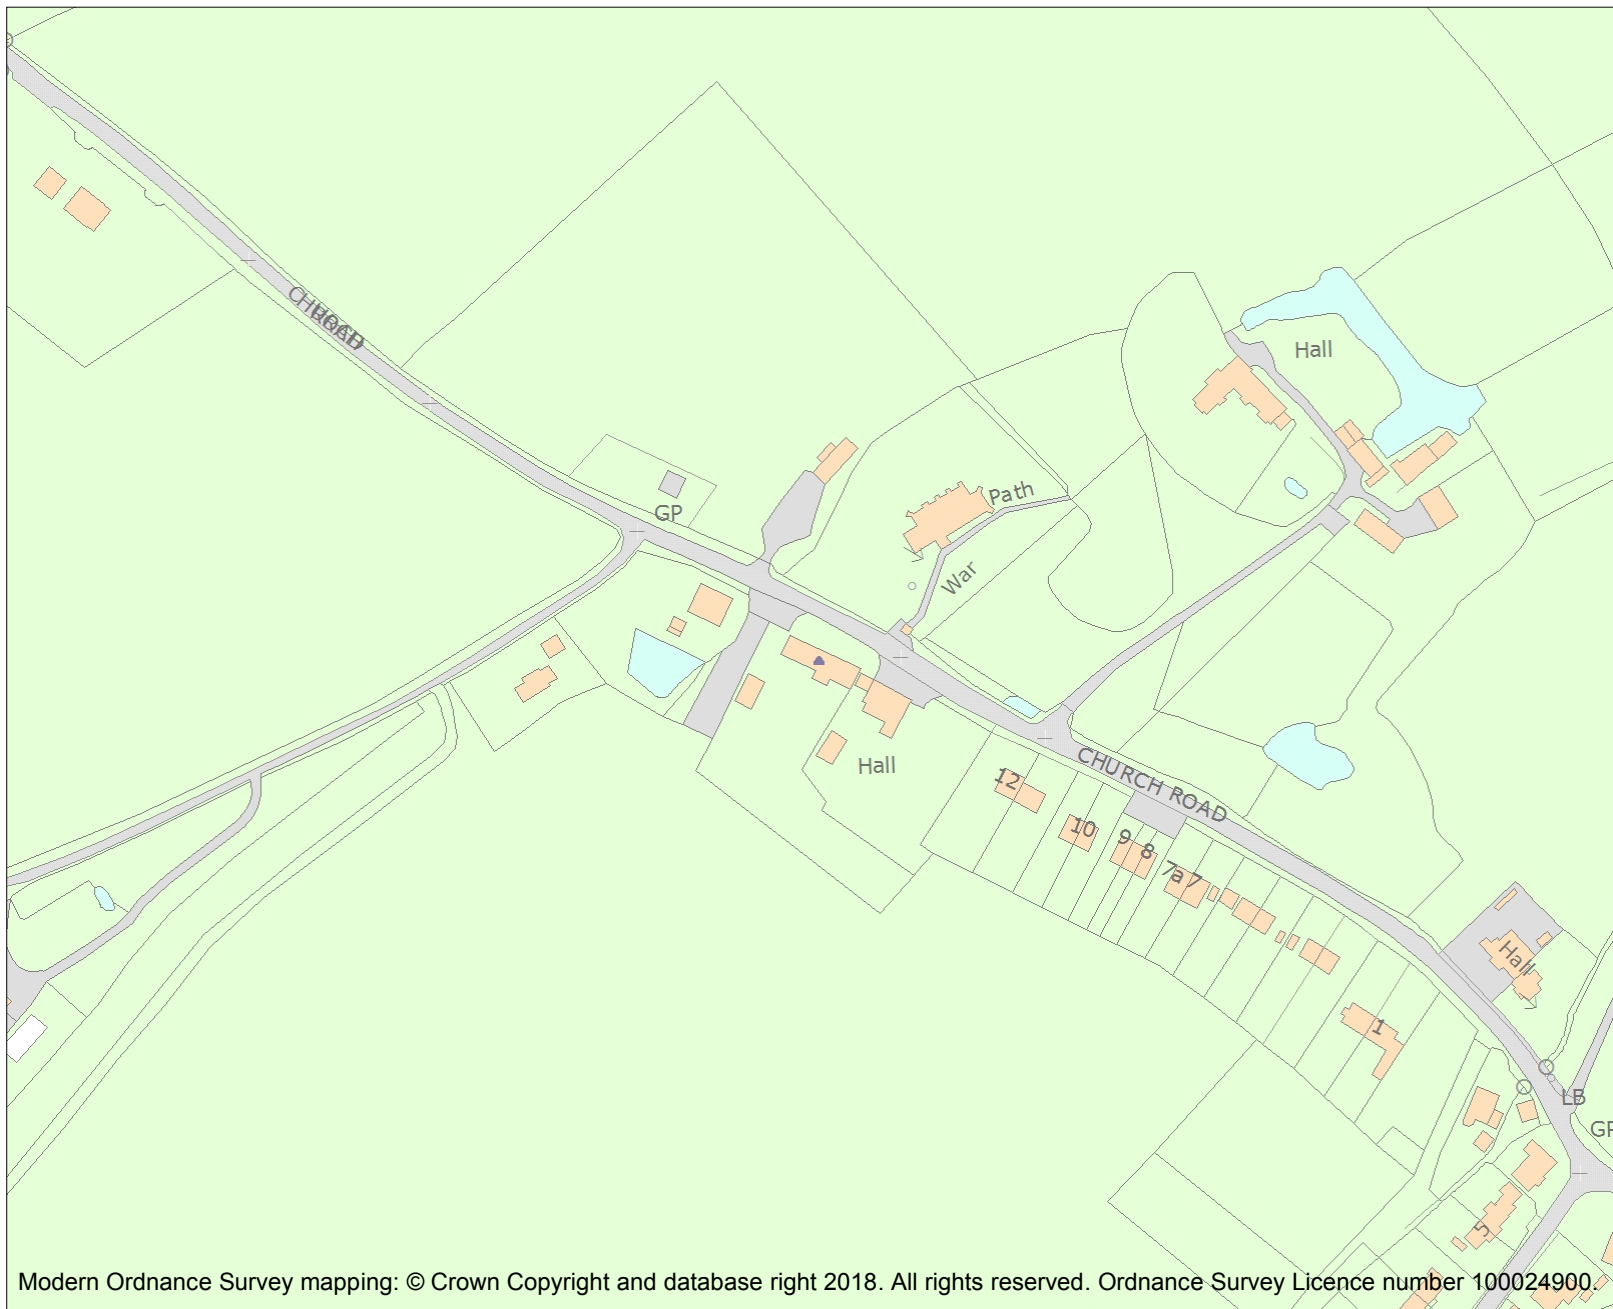 CHURCH
ROAD
Hall
Path
GP
War
CHURCH ROAD
Hall
12
10
9
8
7a
7
Hall
1
LB
GP
5
Modern Ordnance Survey mapping: © Crown Copyright and database right 2018. All rights reserved. Ordnance Survey Licence number 100024900.